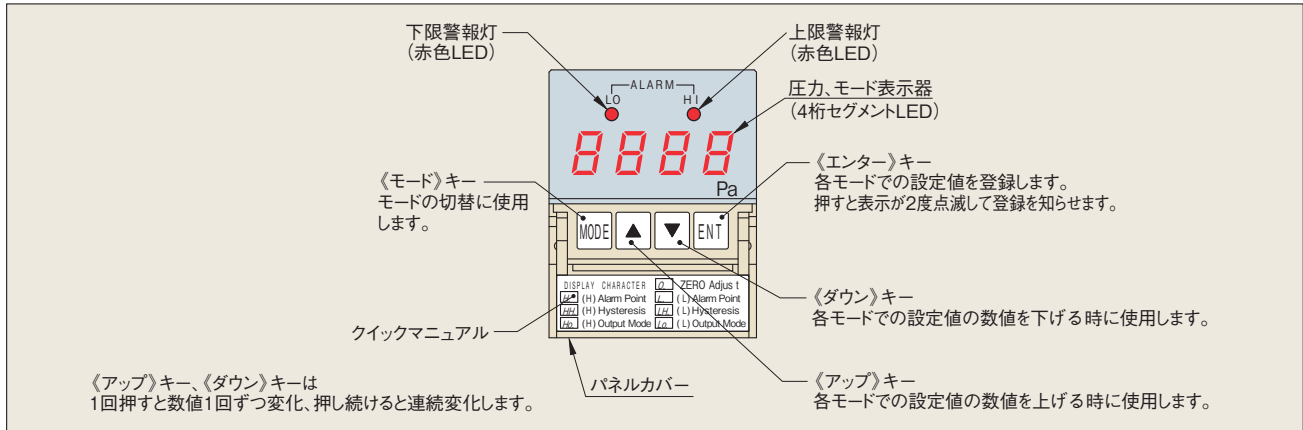 下限警報灯
(赤色LED)
上限警報灯
(赤色LED)
ALARM
LO
HI
圧力、モード表示器
(4桁セグメントLED)
8888
Pa
《モード》キー
モードの切替に使用
します。
《エンター》キー
各モードでの設定値を登録します。
押すと表示が2度点滅して登録を知らせます。
MODE ▲ ▼ ENT
DISPLAY CHARACTER 0. ZERO Adjus t
H. (H) Alarm Point L. (L) Alarm Point
HH. (H) Hysteresis LH. (L) Hysteresis
Ho. (H) Output Mode Lo. (L) Output Mode
クイックマニュアル
《ダウン》キー
各モードでの設定値の数値を下げる時に使用します。
パネルカバー
《アップ》キー
各モードでの設定値の数値を上げる時に使用します。
《アップ》キー、《ダウン》キーは
1回押すと数値1回ずつ変化、押し続けると連続変化します。